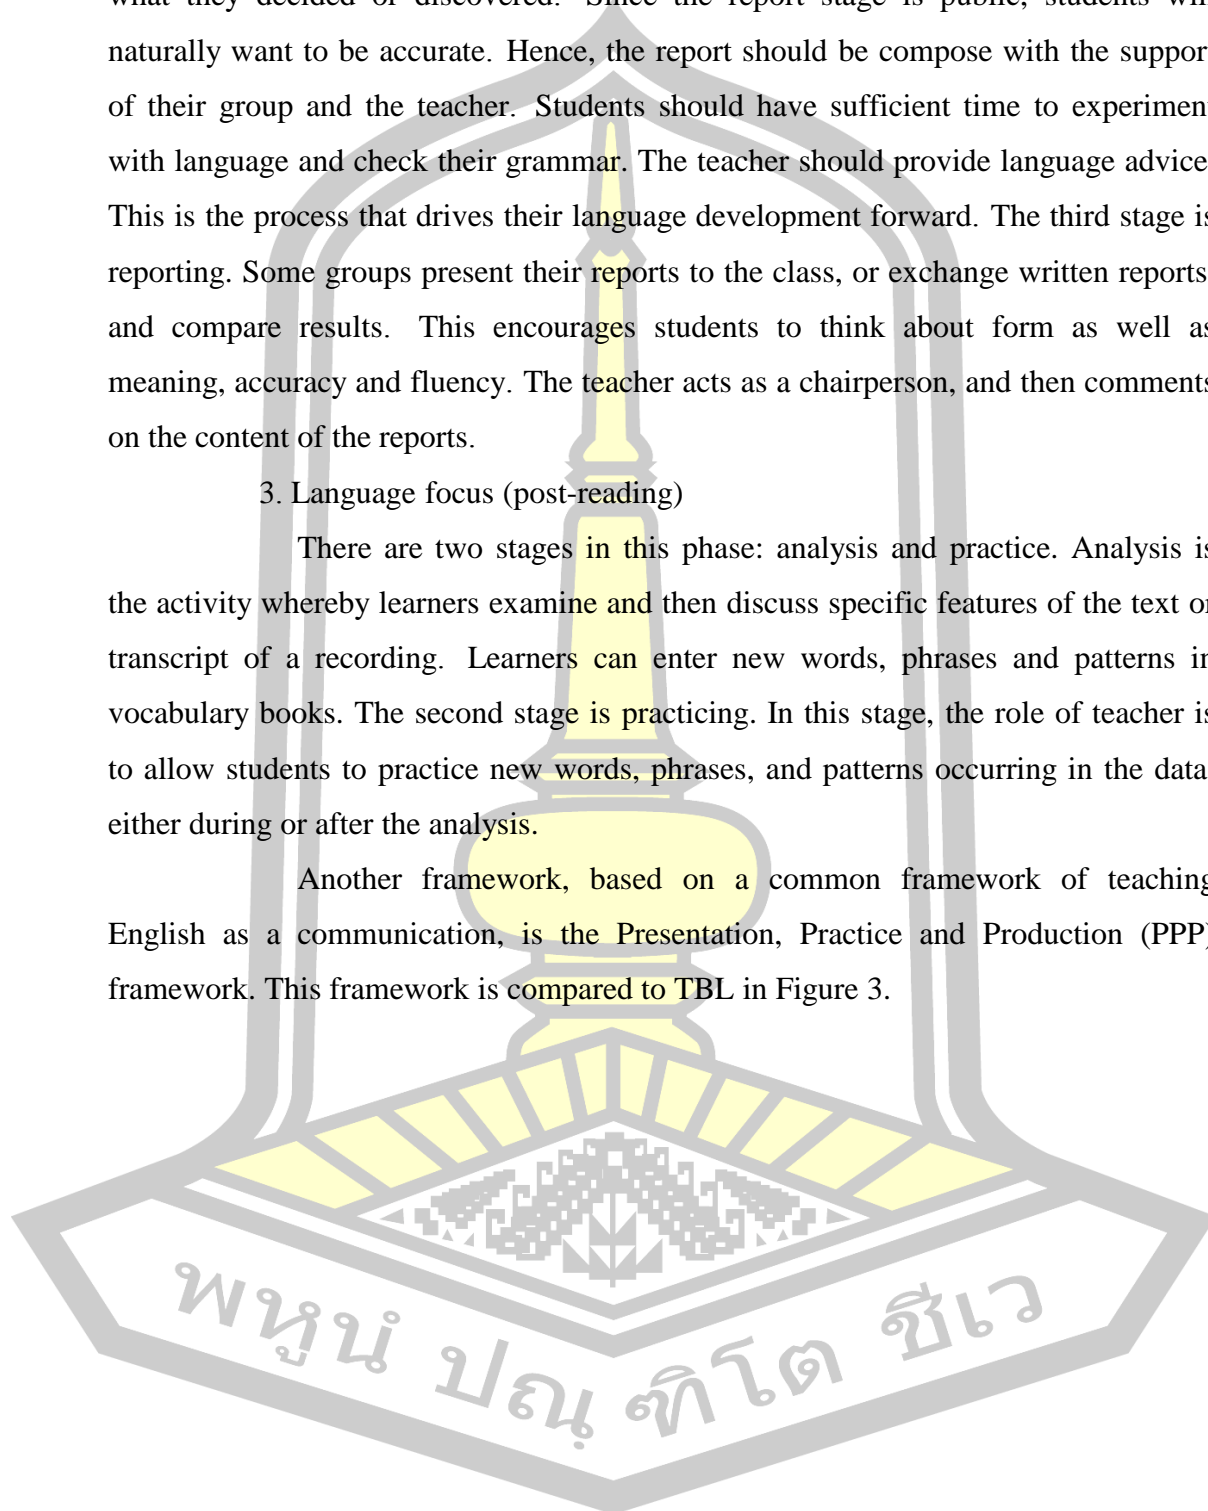 what they decided or discovered. Since the report stage is public, students will
naturally want to be accurate. Hence, the report should be compose with the support
of their group and the teacher. Students should have sufficient time to experiment
with language and check their grammar. The teacher should provide language advice
This is the process that drives their language development forward. The third stage is
reporting. Some groups present their reports to the class, or exchange written reports
and compare results. This encourages students to think about form as well as
meaning, accuracy and fluency. The teacher acts as a chairperson, and then comments
on the content of the reports.
3. Language focus (post-reading)
There are two stages in this phase: analysis and practice. Analysis is
the activity whereby learners examine and then discuss specific features of the text or
transcript of a recording. Learners can enter new words, phrases and patterns in
vocabulary books. The second stage is practicing. In this stage, the role of teacher is
to allow students to practice new words, phrases, and patterns occurring in the data
either during or after the analysis.
Another framework, based on a common framework of teaching
English as a communication, is the Presentation, Practice and Production (PPP)
framework. This framework is compared to TBL in Figure 3.
พหูนํ ปณฺ ฑิโต ชีเว